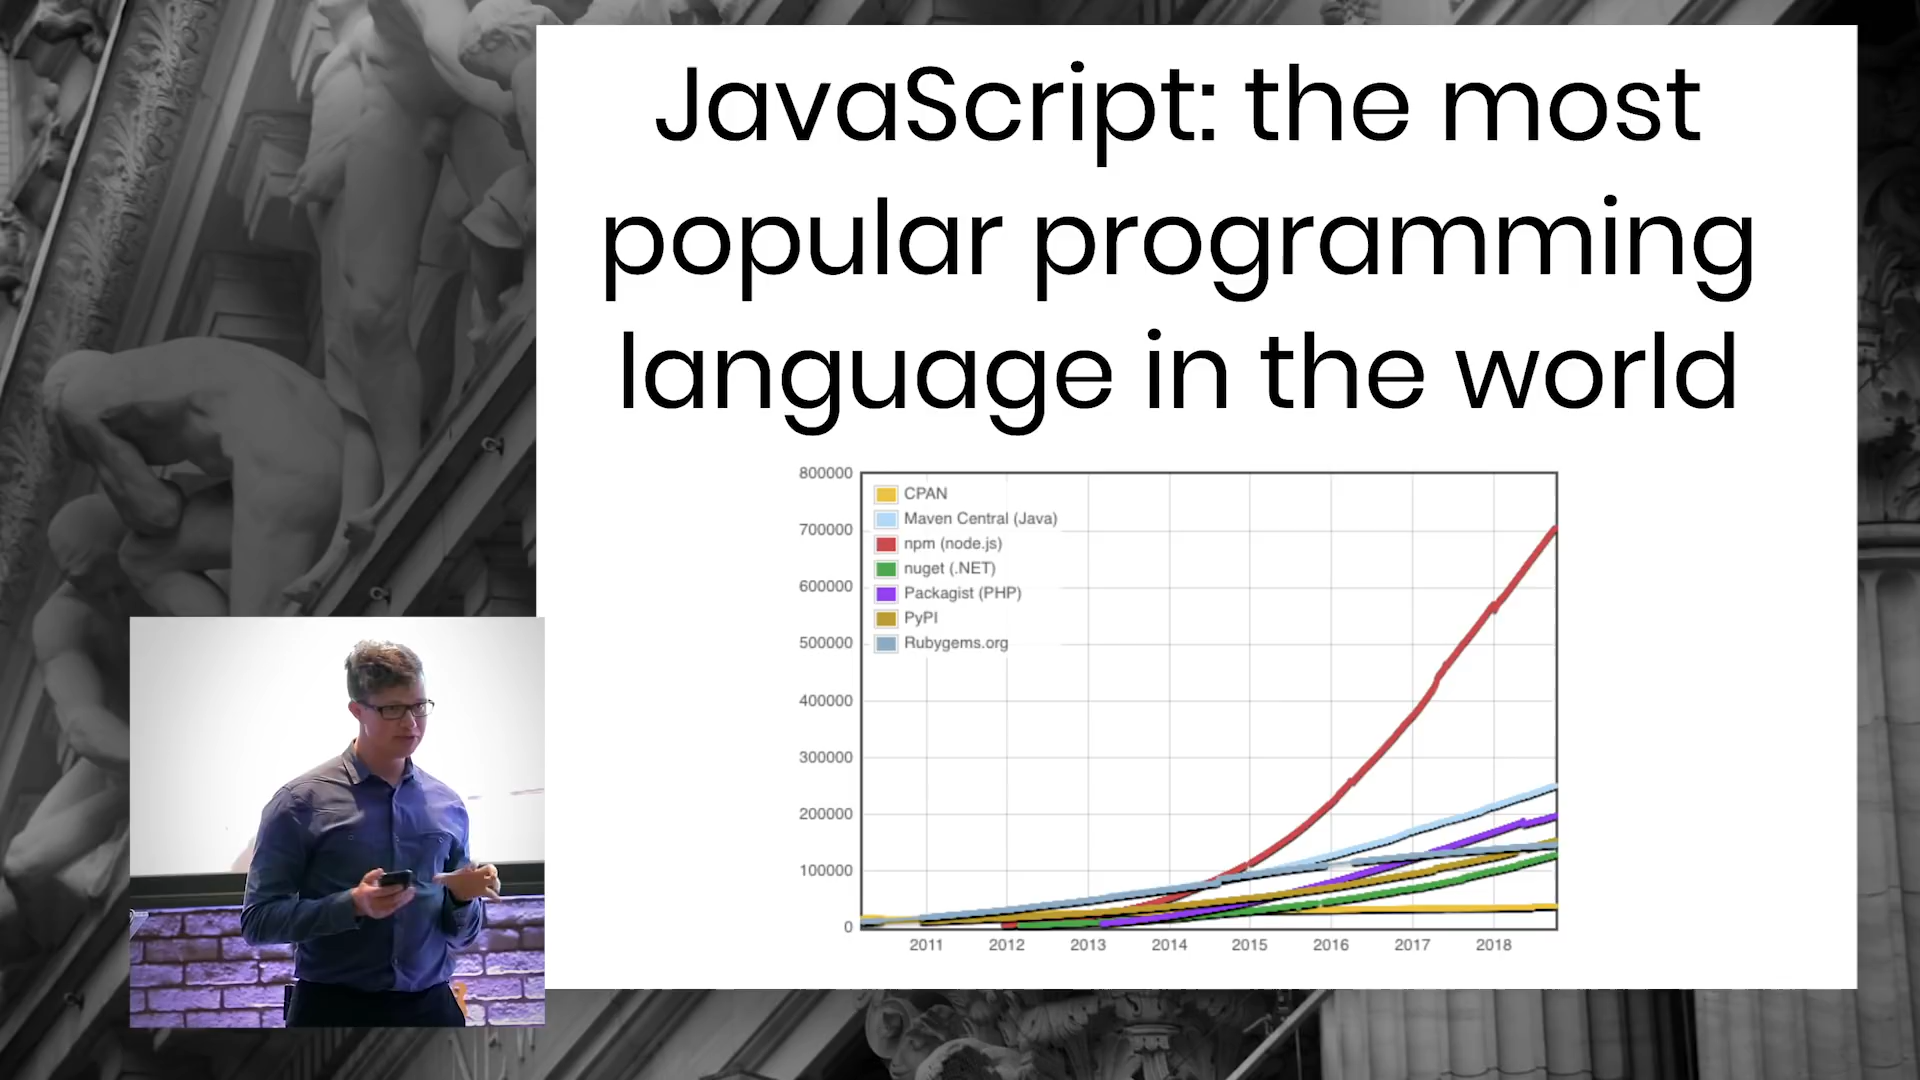 JavaScript: the most
popular programming
language in the world
800000
700000
600000
500000
400000
300000
200000
100000
0
CPAN
Maven Central (Java)
npm (node.js)
nuget (.NET)
Packagist (PHP)
PyPI
Rubygems.org
2011 2012 2013 2014 2015 2016 2017 2018